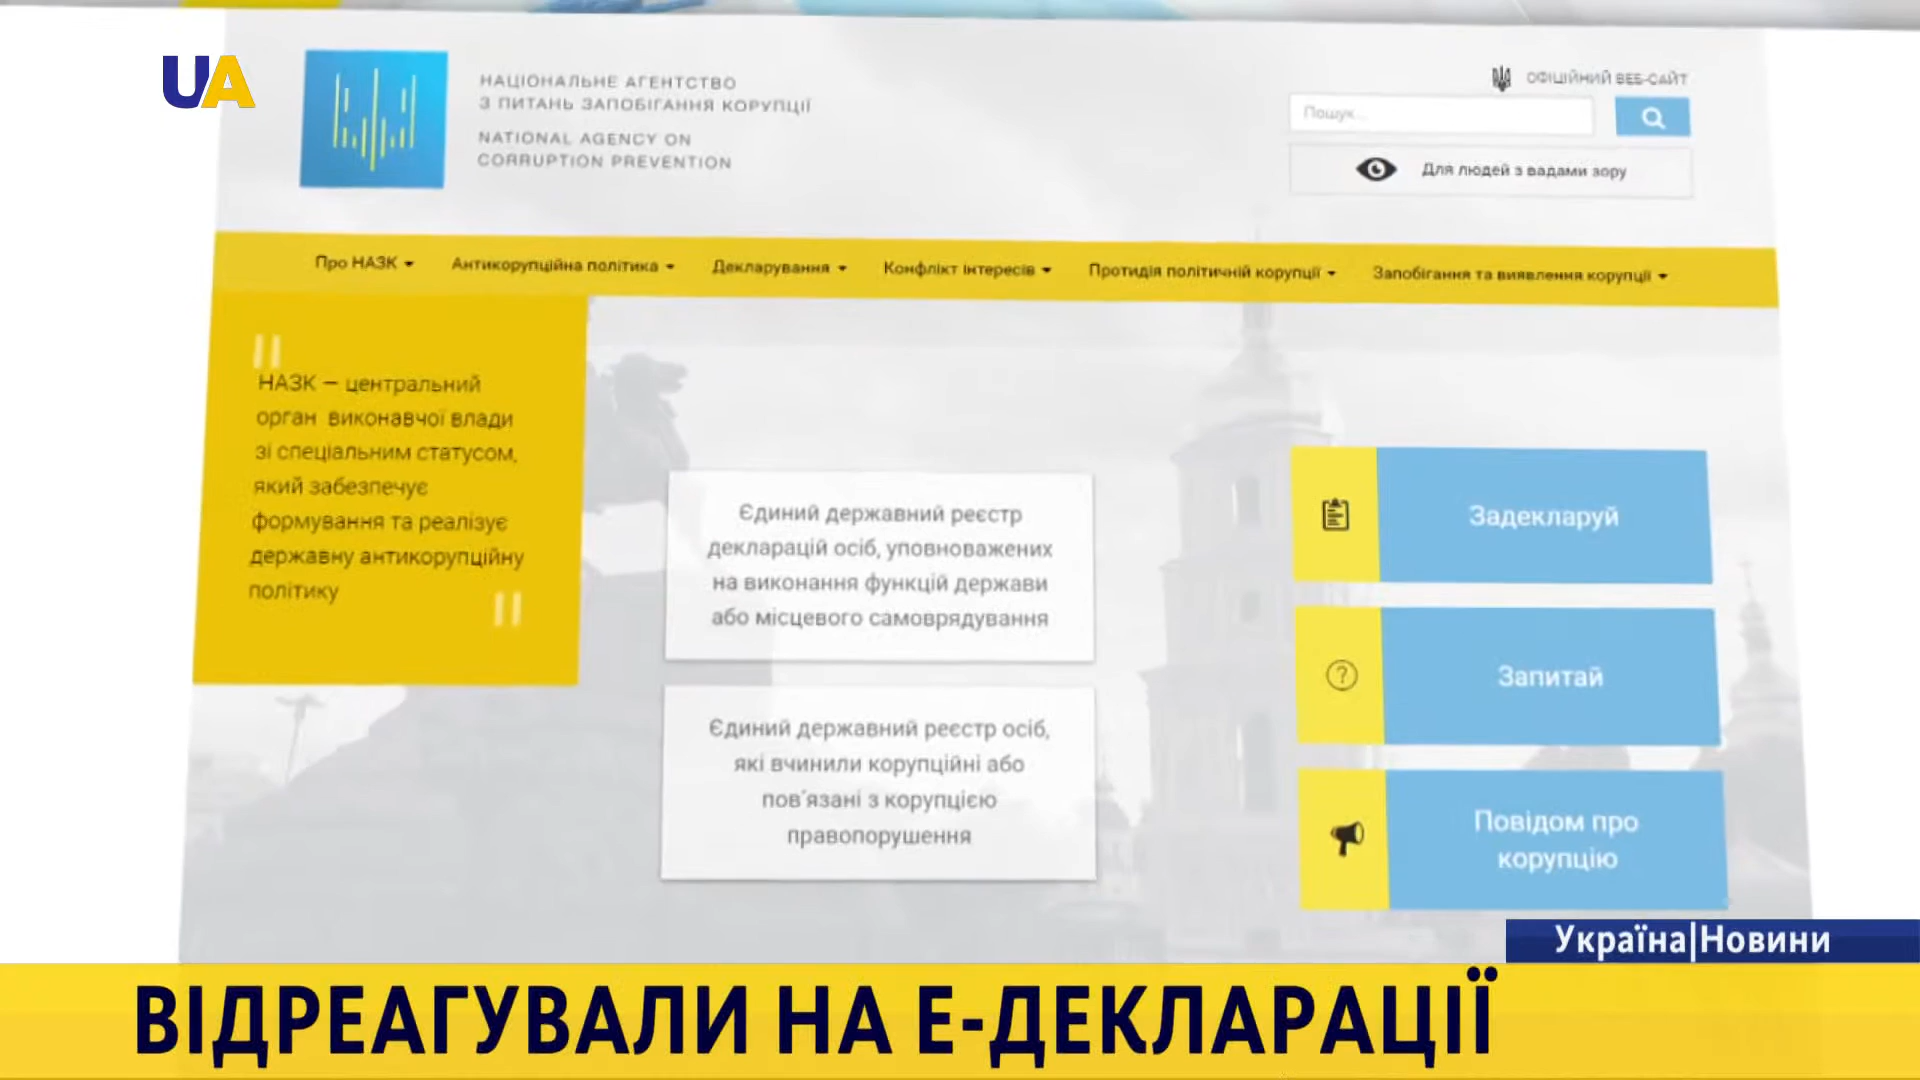 UA
НАЦІОНАЛЬНЕ АГЕНТСТВО
З ПИТАНЬ ЗАПОБІГАННЯ КОРУПЦІЇ
NATIONAL AGENCY ON
CORRUPTION PREVENTION
ОФІЦІЙНИЙ ВЕБ-САЙТ
Пошук...
Для людей з вадами зору
Про НАЗК
Антикорупційна політика
Декларування
Конфлікт інтересів
Протидія політичній корупції
Запобігання та виявлення корупції
НАЗК — центральний
орган виконавчої влади
зі спеціальним статусом,
який забезпечує
формування та реалізує
державну антикорупційну
політику
Єдиний державний реєстр
декларацій осіб, уповноважених
на виконання функцій держави
або місцевого самоврядування
Єдиний державний реєстр осіб,
які вчинили корупційні або
пов´язані з корупцією
правопорушення
Задекларуй
Запитай
Повідом про
корупцію
Україна|Новини
ВІДРЕАГУВАЛИ НА Е-ДЕКЛАРАЦІЇ